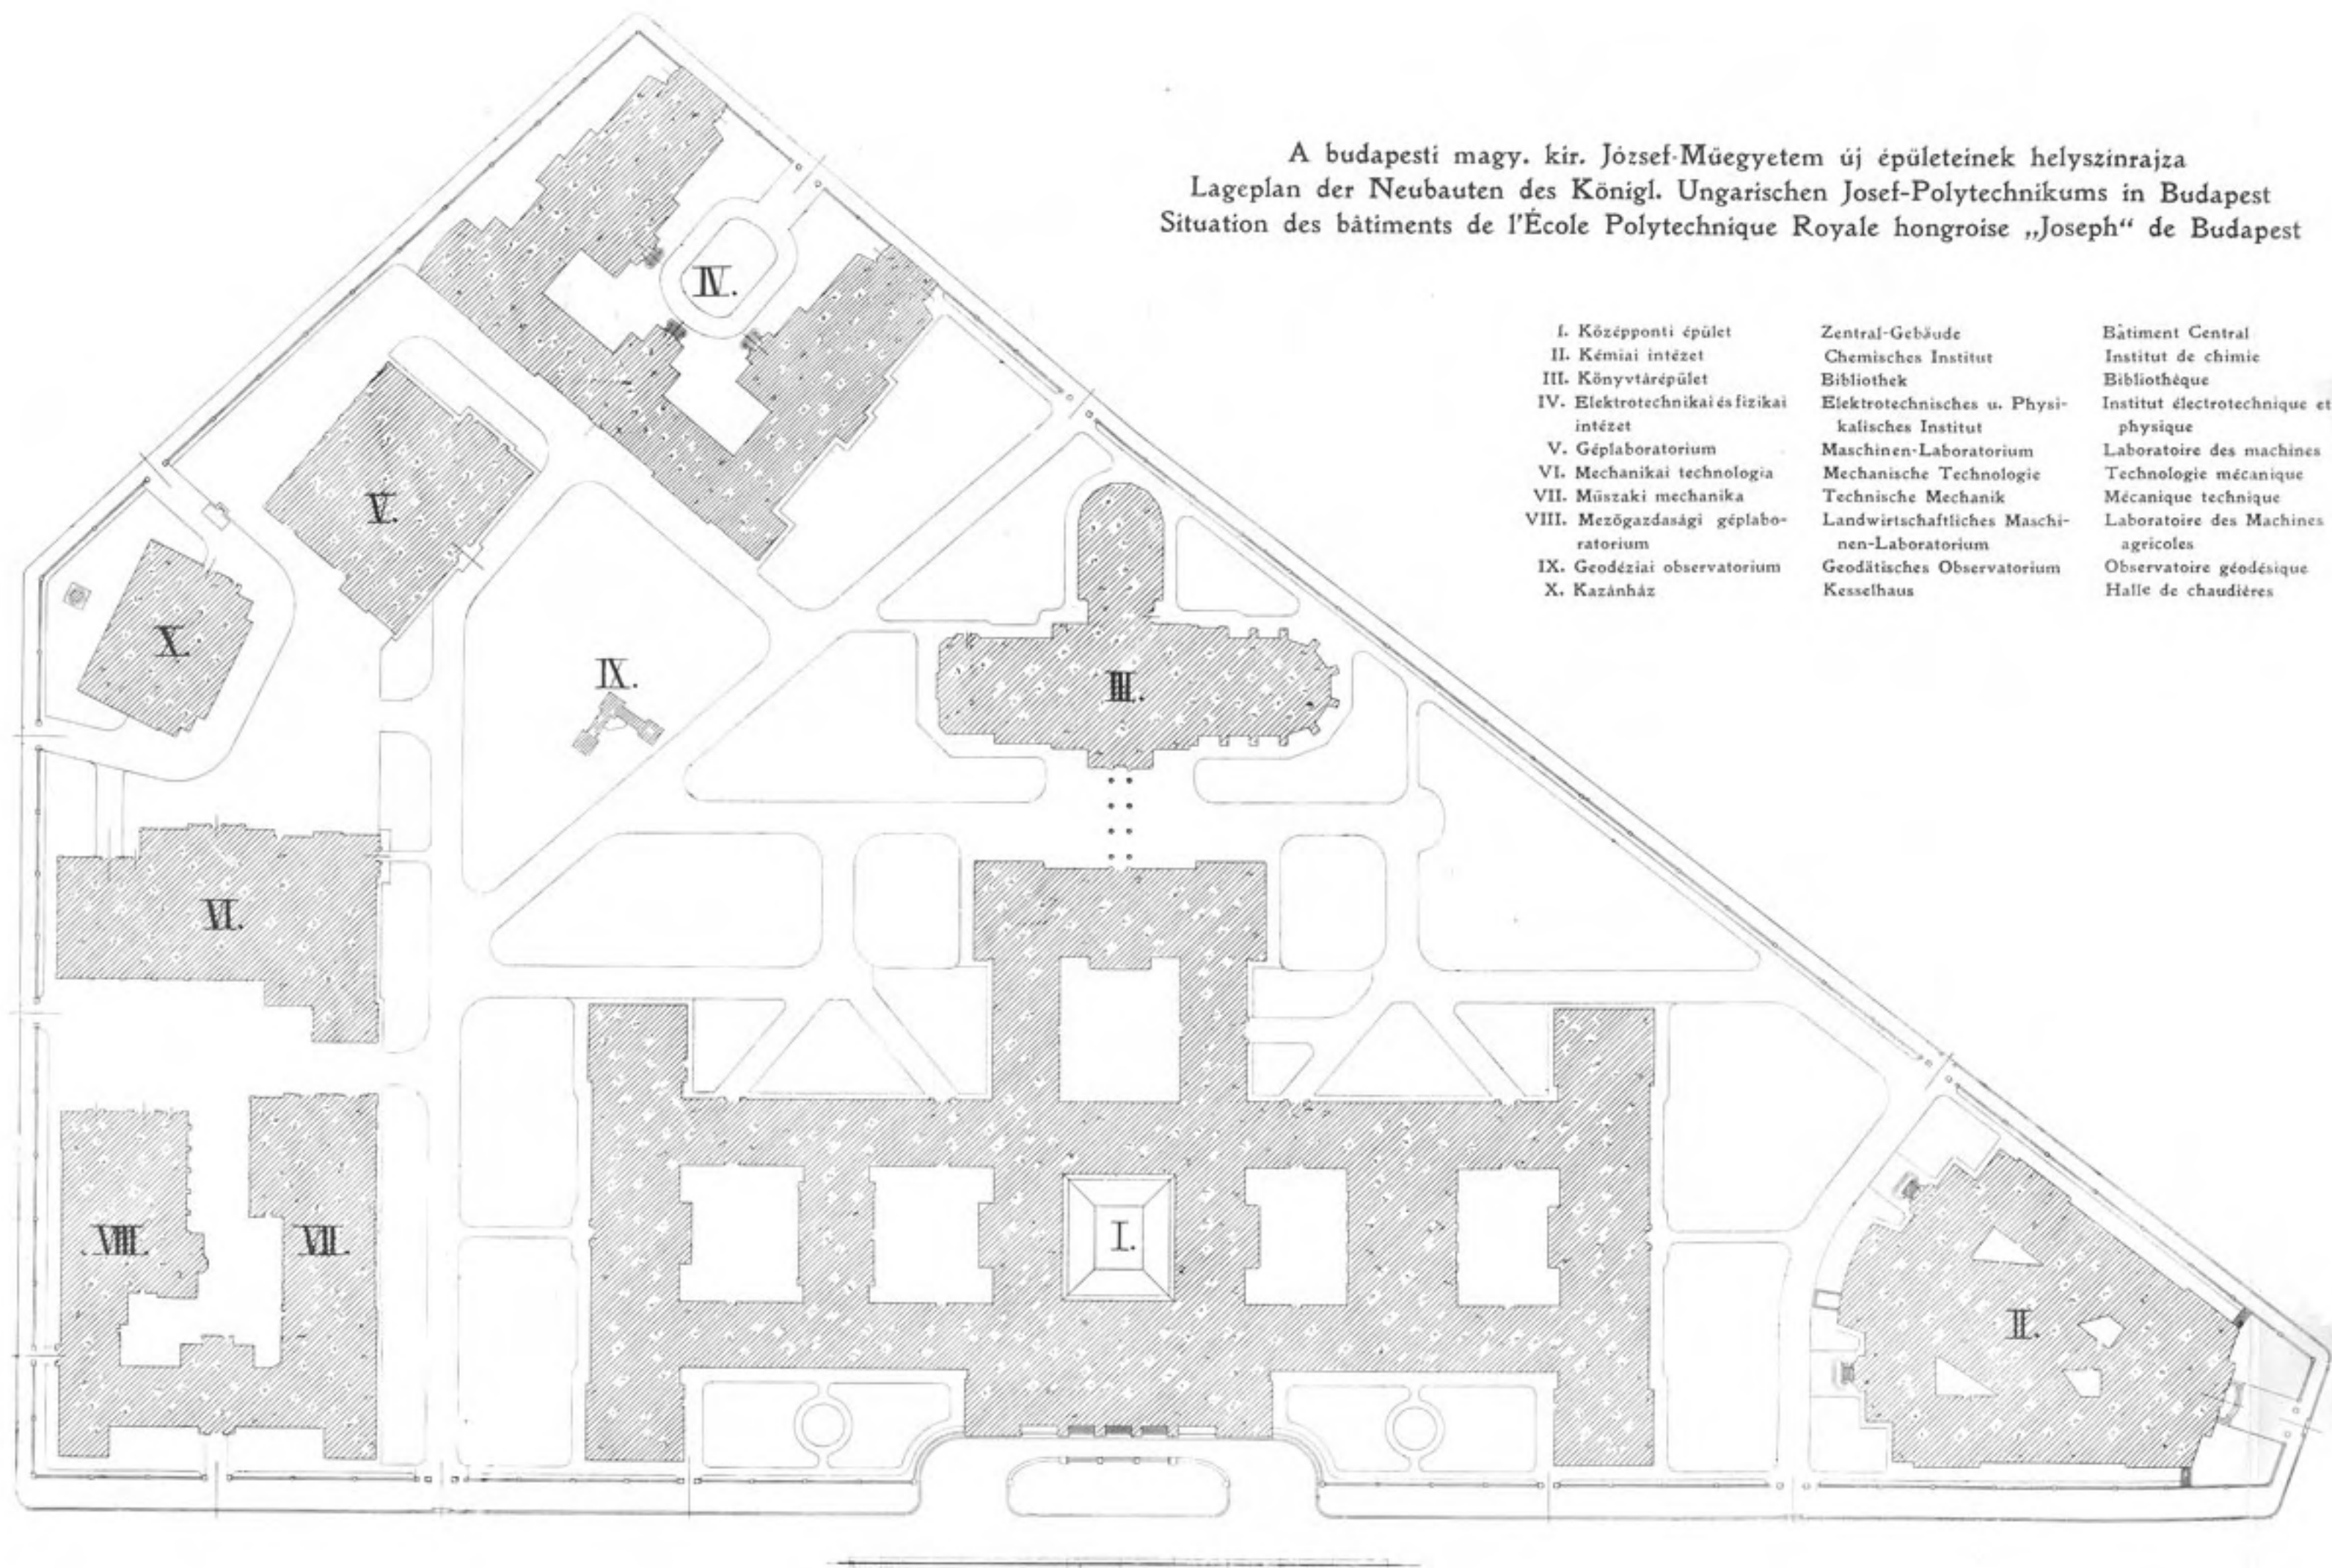 A budapesti magy. kir. József-Műegyetem új épületeinek helyszínrajza
Lageplan der Neubauten des Königl. Ungarischen Josef-Polytechnikums in Budapest
Situation des bâtiments de l'École Polytechnique Royale hongroise „Joseph“ de Budapest
I. Középponti épület Zentral-Gebäude Bâtiment Central
II. Kémiai intézet Chemisches Institut Institut de chimie
III. Könyvtárépület Bibliothek Bibliothéque
IV. Elektrotechnikai és fizikai Elektrotechnisches u. Physi- Institut électrotechnique et
intézet kalisches Institut physique
V. Géplaboratorium Maschinen-Laboratorium Laboratoire des machines
VI. Mechanikai technologia Mechanische Technologie Technologie mécanique
VII. Műszaki mechanika Technische Mechanik Mécanique technique
VIII. Mezőgazdasági géplabo- Landwirtschaftliches Maschi- Laboratoire des Machines
ratorium nen-Laboratorium agricoles
IX. Geodéziai observatorium Geodätisches Observatorium Observatoire géodésique
X. Kazánház Kesselhaus Halle de chaudiéres
IV.
V.
X.
IX.
III.
VI.
VIII.
VII.
I.
II.